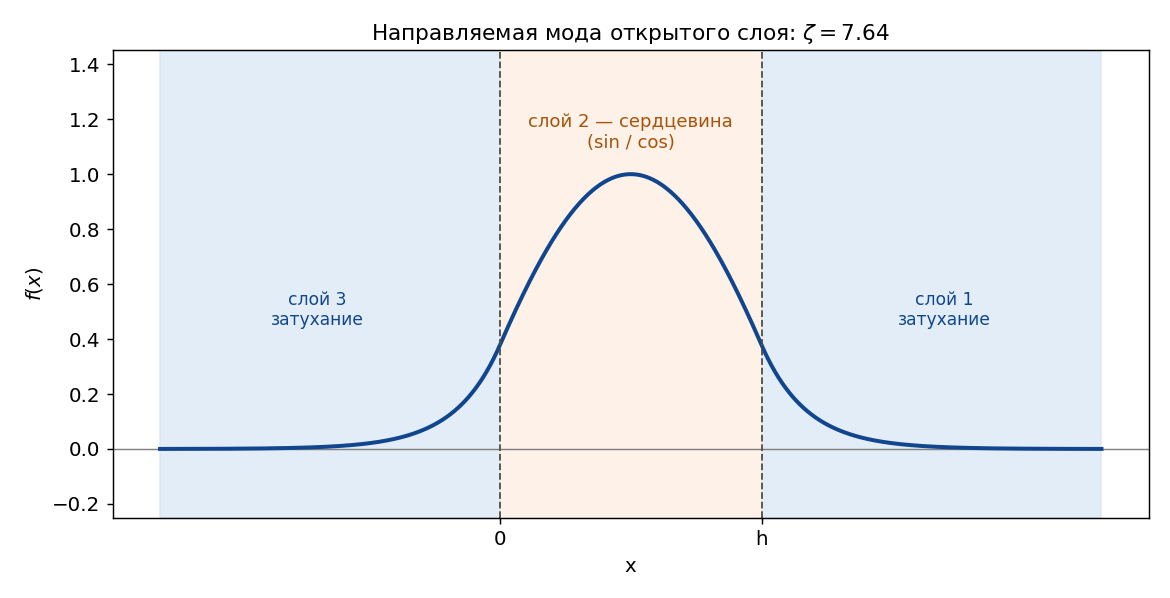 Направляемая мода открытого слоя: ζ = 7.64
1.4
1.2
1.0
0.8
0.6
0.4
0.2
0.0
−0.2
f(x)
слой 2 — сердцевина
(sin / cos)
слой 3
затухание
слой 1
затухание
0
h
x